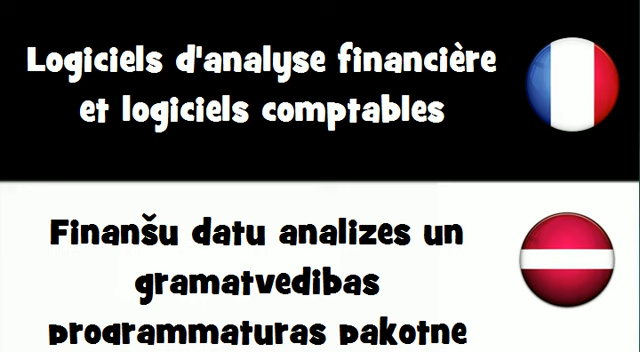 Logiciels d'analyse financière
et logiciels comptables
Finanšu datu analizes un
gramatvedibas
programmaturas pakotne